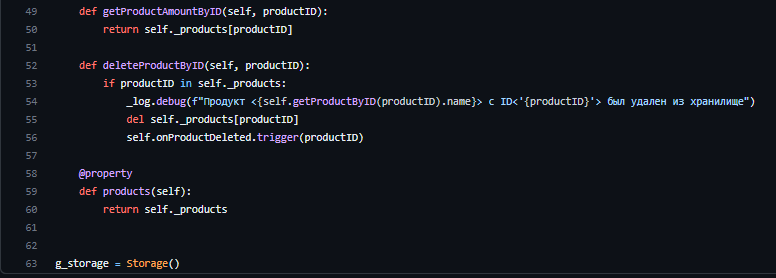 49 def getProductAmountByID(self, productID):
50 return self._products[productID]
51
52 def deleteProductByID(self, productID):
53 if productID in self._products:
54 _log.debug(f"Продукт <{self.getProductByID(productID).name}> с ID<'{productID}'> был удален из хранилище")
55 del self._products[productID]
56 self.onProductDeleted.trigger(productID)
57
58 @property
59 def products(self):
60 return self._products
61
62
63 g_storage = Storage()